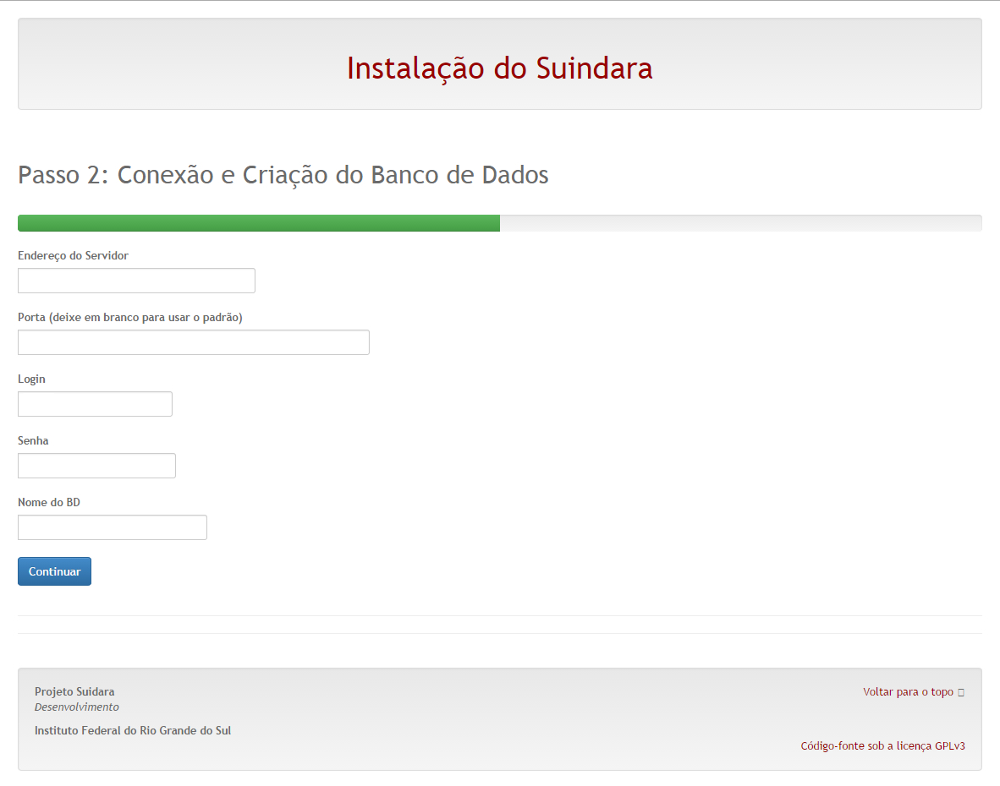 Instalação do Suindara
Passo 2: Conexão e Criação do Banco de Dados
Endereço do Servidor
Porta (deixe em branco para usar o padrão)
Login
Senha
Nome do BD
Continuar
Projeto Suidara
Desenvolvimento
Instituto Federal do Rio Grande do Sul
Voltar para o topo
Código-fonte sob a licença GPLv3